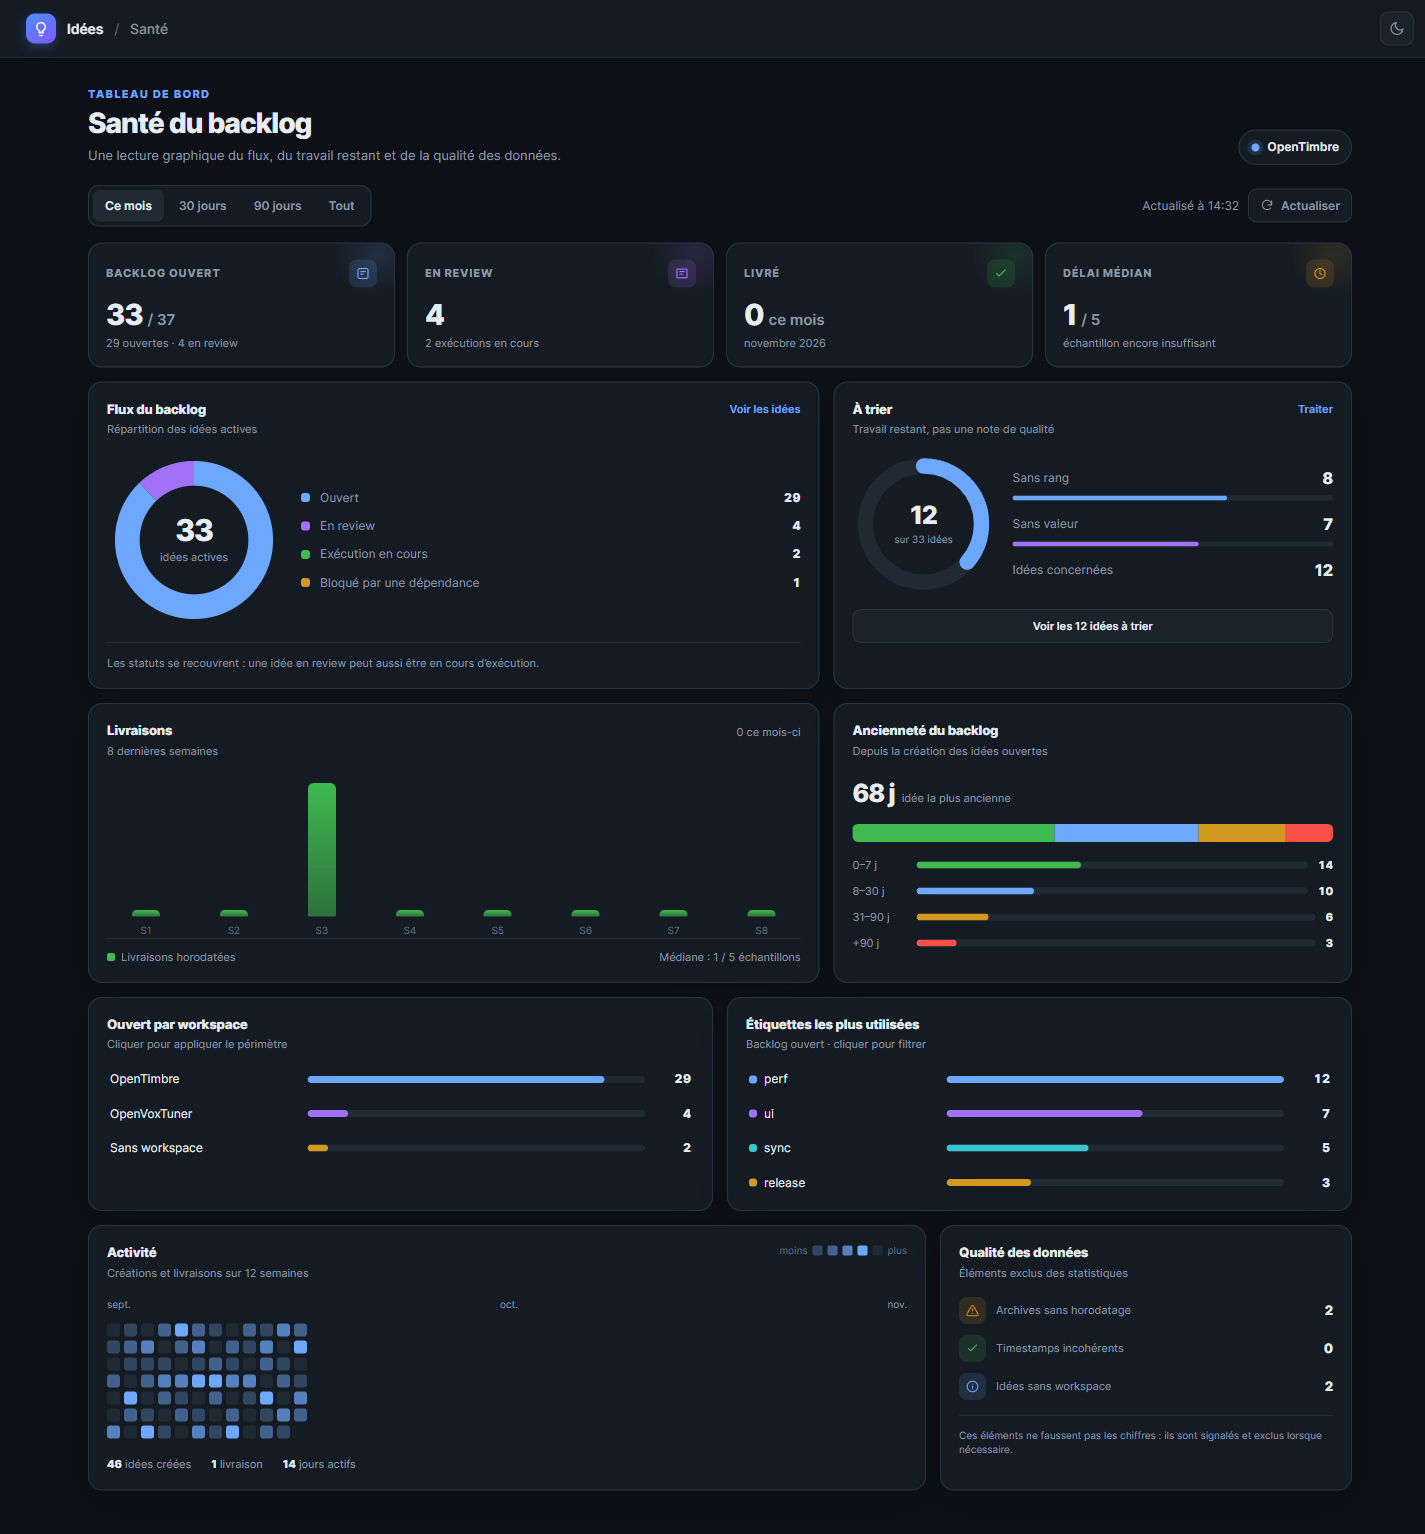 Idées / Santé
TABLEAU DE BORD
Santé du backlog
Une lecture graphique du flux, du travail restant et de la qualité des données.
OpenTimbre
Ce mois 30 jours 90 jours Tout
Actualisé à 14:32 Actualiser
BACKLOG OUVERT
33 / 37
29 ouvertes · 4 en review
EN REVIEW
4
2 exécutions en cours
LIVRÉ
0 ce mois
novembre 2026
DÉLAI MÉDIAN
1 / 5
échantillon encore insuffisant
Flux du backlog
Voir les idées
Répartition des idées actives
33
idées actives
Ouvert 29
En review 4
Exécution en cours 2
Bloqué par une dépendance 1
Les statuts se recouvrent : une idée en review peut aussi être en cours d'exécution.
À trier
Traiter
Travail restant, pas une note de qualité
12
sur 33 idées
Sans rang 8
Sans valeur 7
Idées concernées 12
Voir les 12 idées à trier
Livraisons
0 ce mois-ci
8 dernières semaines
S1 S2 S3 S4 S5 S6 S7 S8
Livraisons horodatées
Médiane : 1 / 5 échantillons
Ancienneté du backlog
Depuis la création des idées ouvertes
68 j idée la plus ancienne
0–7 j 14
8–30 j 10
31–90 j 6
+90 j 3
Ouvert par workspace
Cliquer pour appliquer le périmètre
OpenTimbre 29
OpenVoxTuner 4
Sans workspace 2
Étiquettes les plus utilisées
Backlog ouvert · cliquer pour filtrer
perf 12
ui 7
sync 5
release 3
Activité
moins plus
Créations et livraisons sur 12 semaines
sept. oct. nov.
46 idées créées 1 livraison 14 jours actifs
Qualité des données
Éléments exclus des statistiques
Archives sans horodatage 2
Timestamps incohérents 0
Idées sans workspace 2
Ces éléments ne faussent pas les chiffres : ils sont signalés et exclus lorsque
nécessaire.